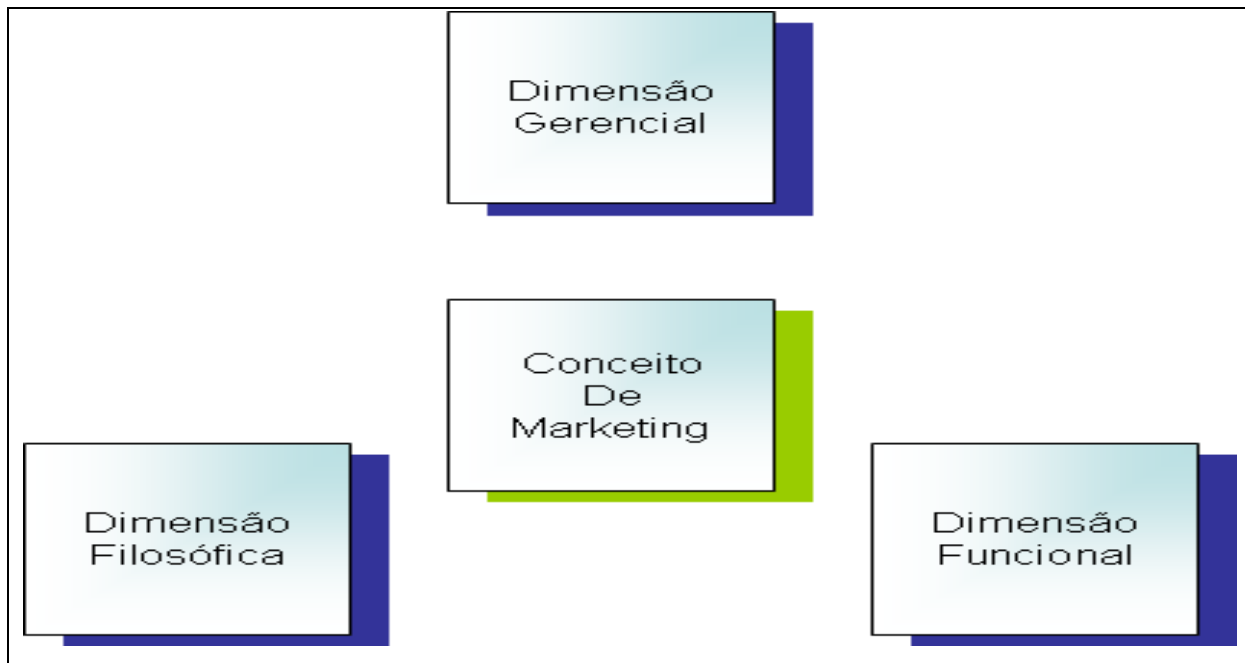 Dimensão
Gerencial
Conceito
De
Marketing
Dimensão
Filosófica
Dimensão
Funcional